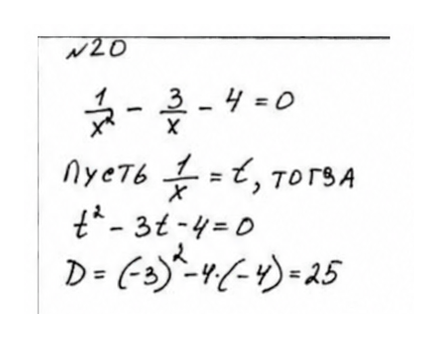 №20
1/x² - 3/x - 4 = 0
Пусть 1/x = t, тогда
t² - 3t - 4 = 0
D = (-3)² - 4·(-4) = 25